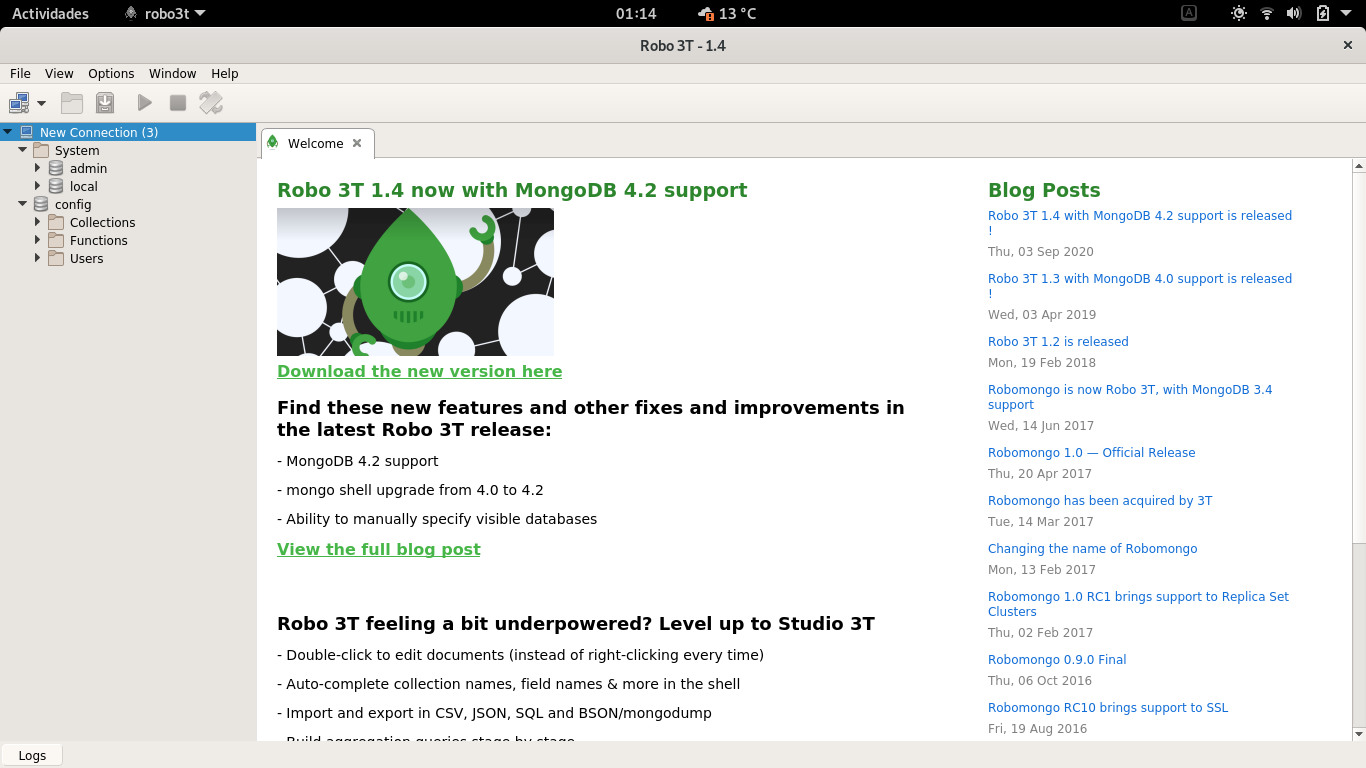 Actividades
robo3t
01:14
13 °C
A
Robo 3T - 1.4
File View Options Window Help
New Connection (3)
System
admin
local
config
Collections
Functions
Users
Welcome
Robo 3T 1.4 now with MongoDB 4.2 support
Download the new version here
Find these new features and other fixes and improvements in
the latest Robo 3T release:
- MongoDB 4.2 support
- mongo shell upgrade from 4.0 to 4.2
- Ability to manually specify visible databases
View the full blog post
Robo 3T feeling a bit underpowered? Level up to Studio 3T
- Double-click to edit documents (instead of right-clicking every time)
- Auto-complete collection names, field names & more in the shell
- Import and export in CSV, JSON, SQL and BSON/mongodump
- Build aggregation queries stage by stage
Blog Posts
Robo 3T 1.4 with MongoDB 4.2 support is released
!
Thu, 03 Sep 2020
Robo 3T 1.3 with MongoDB 4.0 support is released
!
Wed, 03 Apr 2019
Robo 3T 1.2 is released
Mon, 19 Feb 2018
Robomongo is now Robo 3T, with MongoDB 3.4
support
Wed, 14 Jun 2017
Robomongo 1.0 — Official Release
Thu, 20 Apr 2017
Robomongo has been acquired by 3T
Tue, 14 Mar 2017
Changing the name of Robomongo
Mon, 13 Feb 2017
Robomongo 1.0 RC1 brings support to Replica Set
Clusters
Thu, 02 Feb 2017
Robomongo 0.9.0 Final
Thu, 06 Oct 2016
Robomongo RC10 brings support to SSL
Fri, 19 Aug 2016
Logs